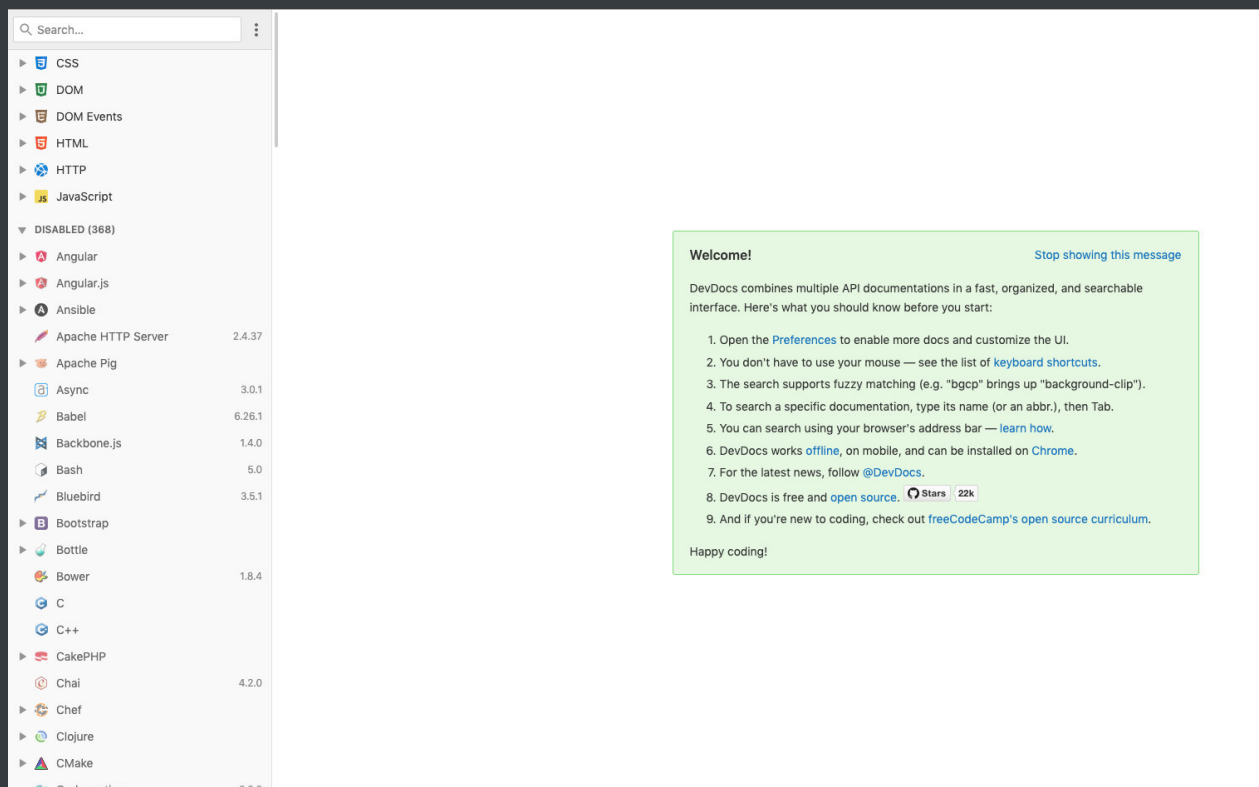 Search...
CSS
DOM
DOM Events
HTML
HTTP
JavaScript
DISABLED (368)
Angular
Angular.js
Ansible
Apache HTTP Server 2.4.37
Apache Pig
Async 3.0.1
Babel 6.26.1
Backbone.js 1.4.0
Bash 5.0
Bluebird 3.5.1
Bootstrap
Bottle
Bower 1.8.4
C
C++
CakePHP
Chai 4.2.0
Chef
Clojure
CMake
Welcome! Stop showing this message
DevDocs combines multiple API documentations in a fast, organized, and searchable
interface. Here's what you should know before you start:
1. Open the Preferences to enable more docs and customize the UI.
2. You don't have to use your mouse — see the list of keyboard shortcuts.
3. The search supports fuzzy matching (e.g. "bgcp" brings up "background-clip").
4. To search a specific documentation, type its name (or an abbr.), then Tab.
5. You can search using your browser's address bar — learn how.
6. DevDocs works offline, on mobile, and can be installed on Chrome.
7. For the latest news, follow @DevDocs.
8. DevDocs is free and open source. Stars 22k
9. And if you're new to coding, check out freeCodeCamp's open source curriculum.
Happy coding!